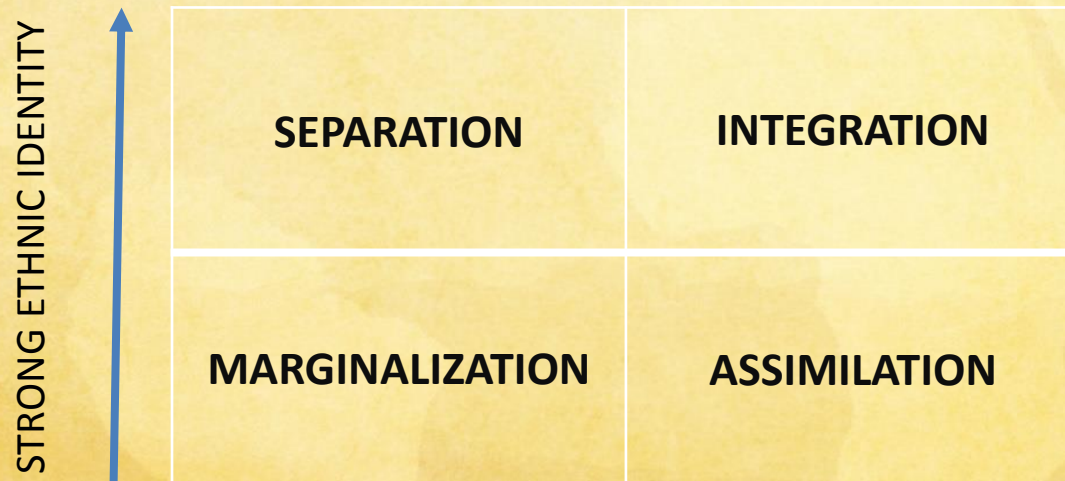 STRONG ETHNIC IDENTITY
SEPARATION
INTEGRATION
MARGINALIZATION
ASSIMILATION